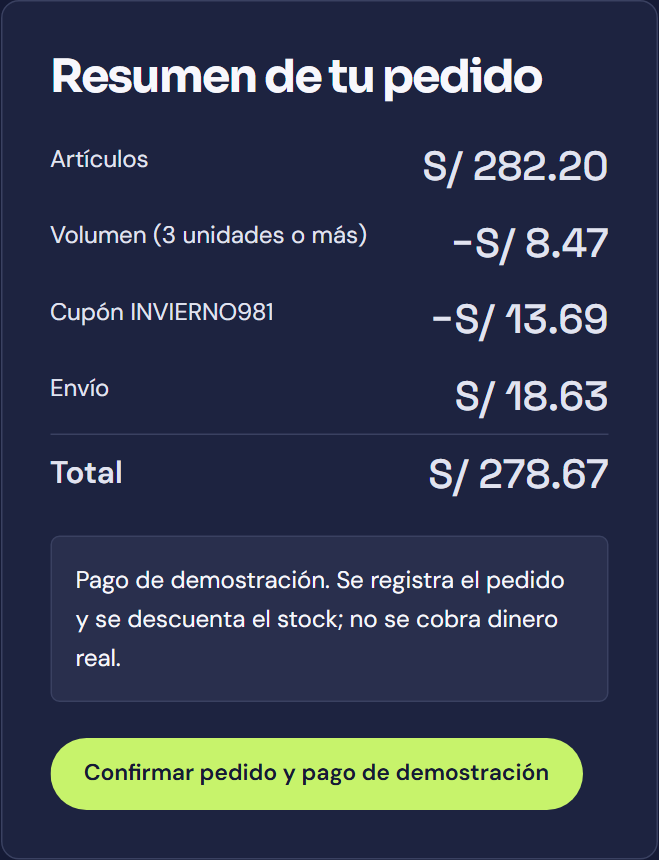 Resumen de tu pedido
Artículos S/ 282.20
Volumen (3 unidades o más) -S/ 8.47
Cupón INVIERNO981 -S/ 13.69
Envío S/ 18.63
Total S/ 278.67
Pago de demostración. Se registra el pedido
y se descuenta el stock; no se cobra dinero
real.
Confirmar pedido y pago de demostración